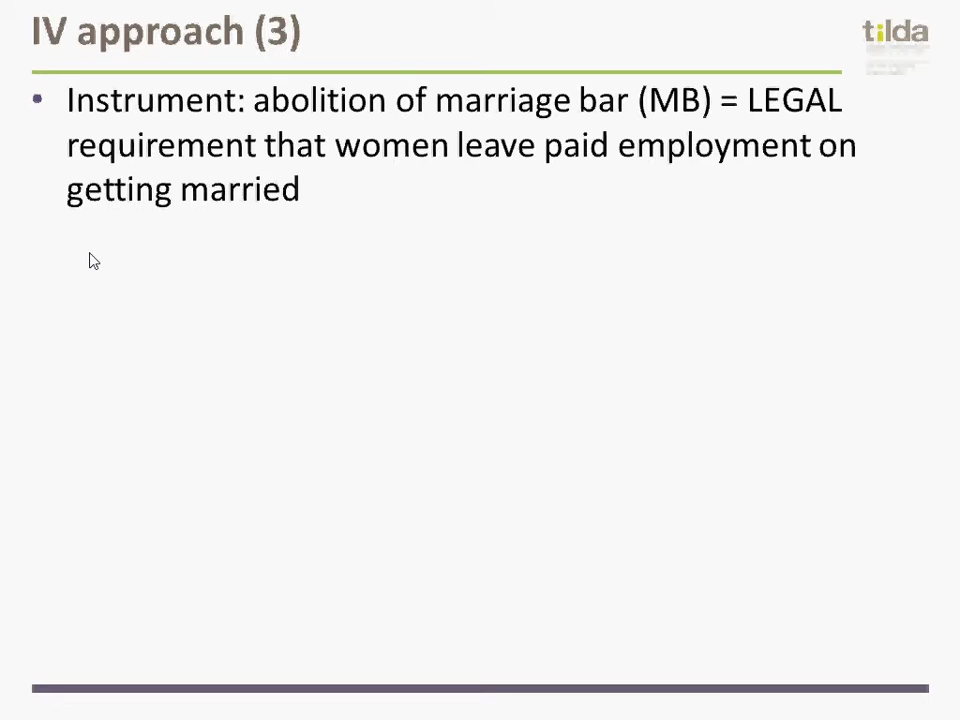 IV approach (3)
tilda
• Instrument: abolition of marriage bar (MB) = LEGAL
requirement that women leave paid employment on
getting married